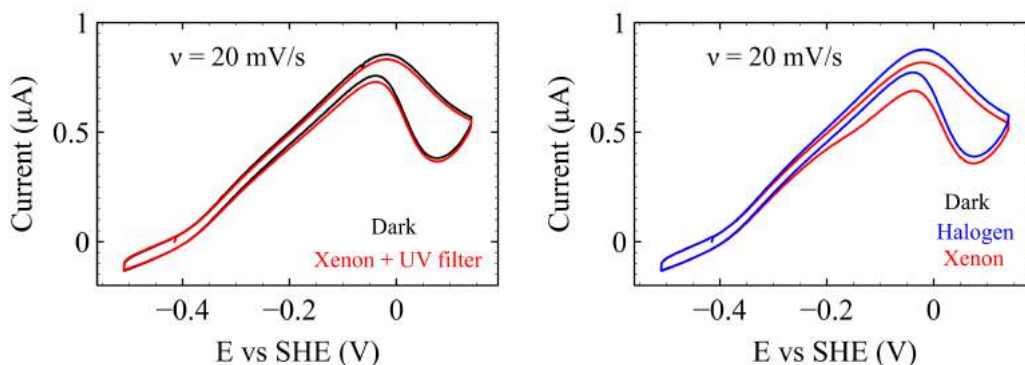 1
ν = 20 mV/s
Current (μA)
0.5
0
Dark
Xenon + UV filter
−0.4
−0.2
0
E vs SHE (V)
1
ν = 20 mV/s
Current (μA)
0.5
0
Dark
Halogen
Xenon
−0.4
−0.2
0
E vs SHE (V)